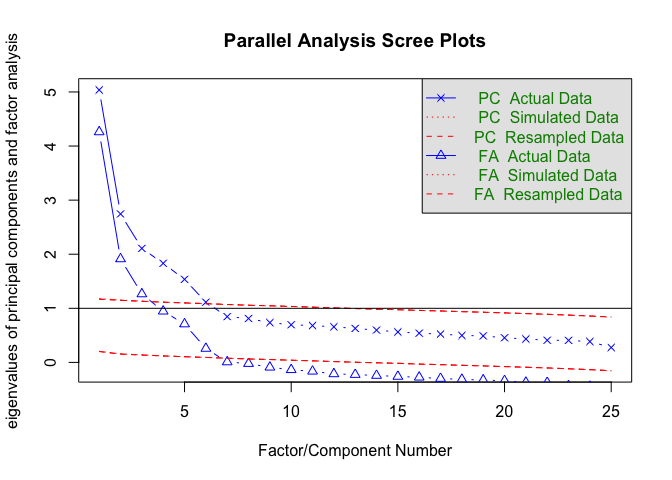 Parallel Analysis Scree Plots
eigenvalues of principal components and factor analysis
5
4
3
2
1
0
PC  Actual Data
PC  Simulated Data
PC  Resampled Data
FA  Actual Data
FA  Simulated Data
FA  Resampled Data
5 10 15 20 25
Factor/Component Number